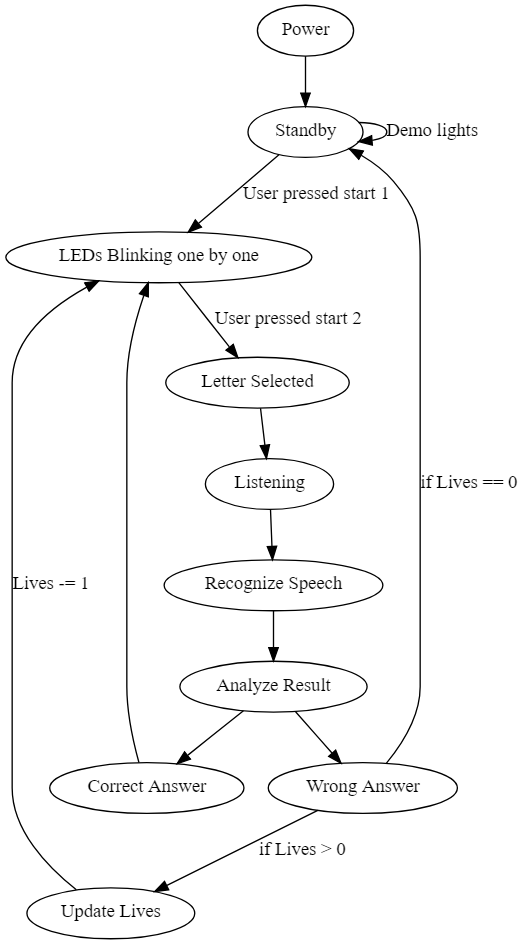 Power
Standby
Demo lights
User pressed start 1
LEDs Blinking one by one
User pressed start 2
Letter Selected
Listening
if Lives == 0
Recognize Speech
Lives -= 1
Analyze Result
Correct Answer
Wrong Answer
if Lives > 0
Update Lives